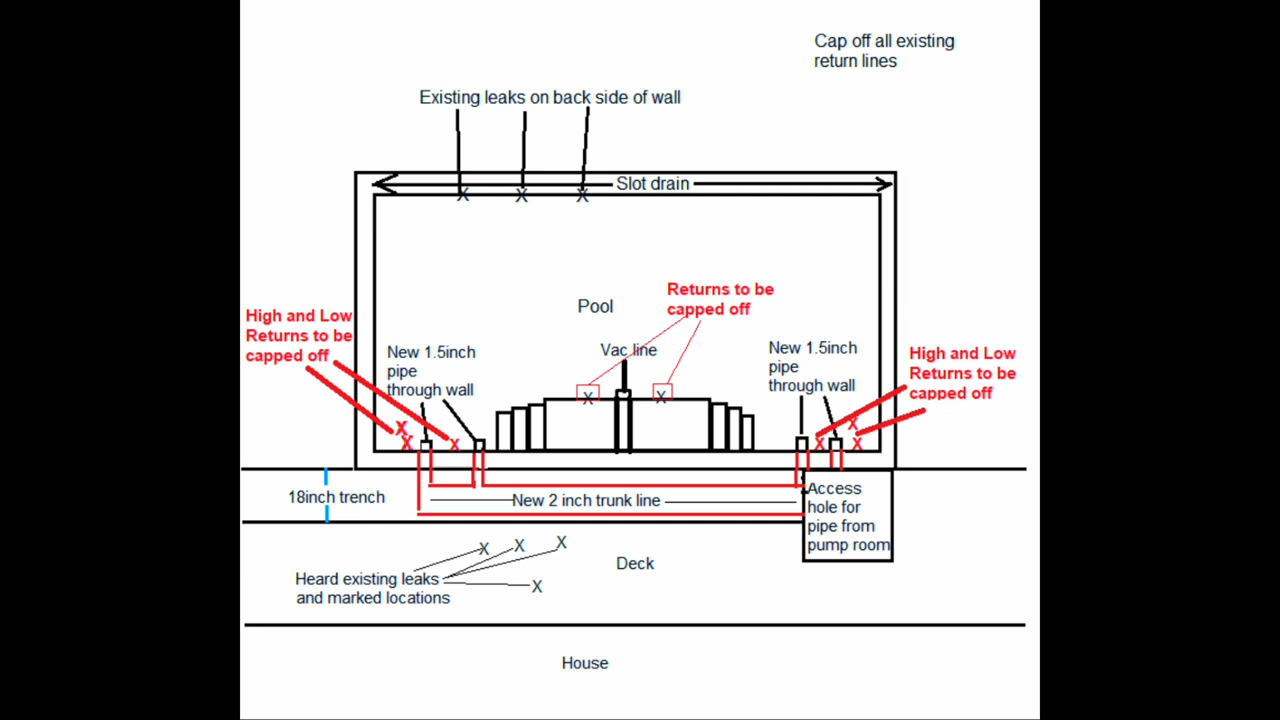 Cap off all existing
return lines
Existing leaks on back side of wall
X X X
Slot drain
Returns to be
capped off
Pool
High and Low
Returns to be
capped off
New 1.5inch
pipe
through wall
Vac line
New 1.5inch
pipe
through wall
High and Low
Returns to be
capped off
X X
X
X X
X
X X X
18inch trench
New 2 inch trunk line
Access
hole for
pipe from
pump room
X X X
X
Deck
Heard existing leaks
and marked locations
House